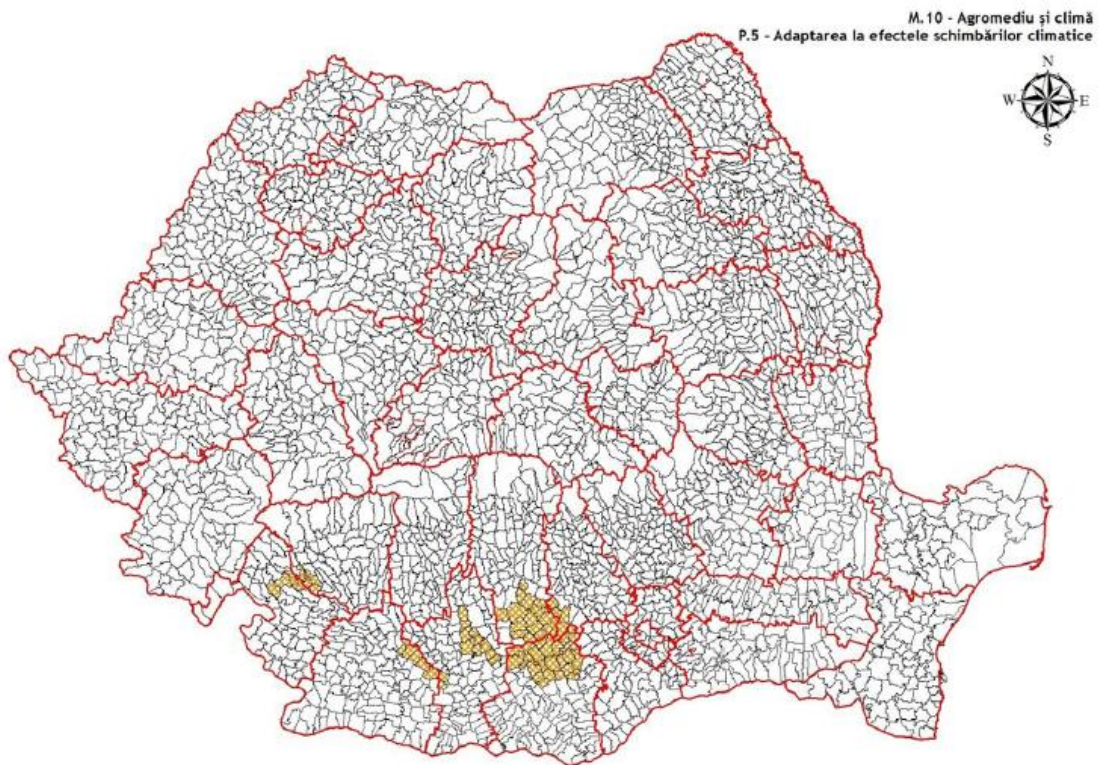 M.10 - Agromediu și climă
P.5 - Adaptarea la efectele schimbărilor climatice
N
W E
S